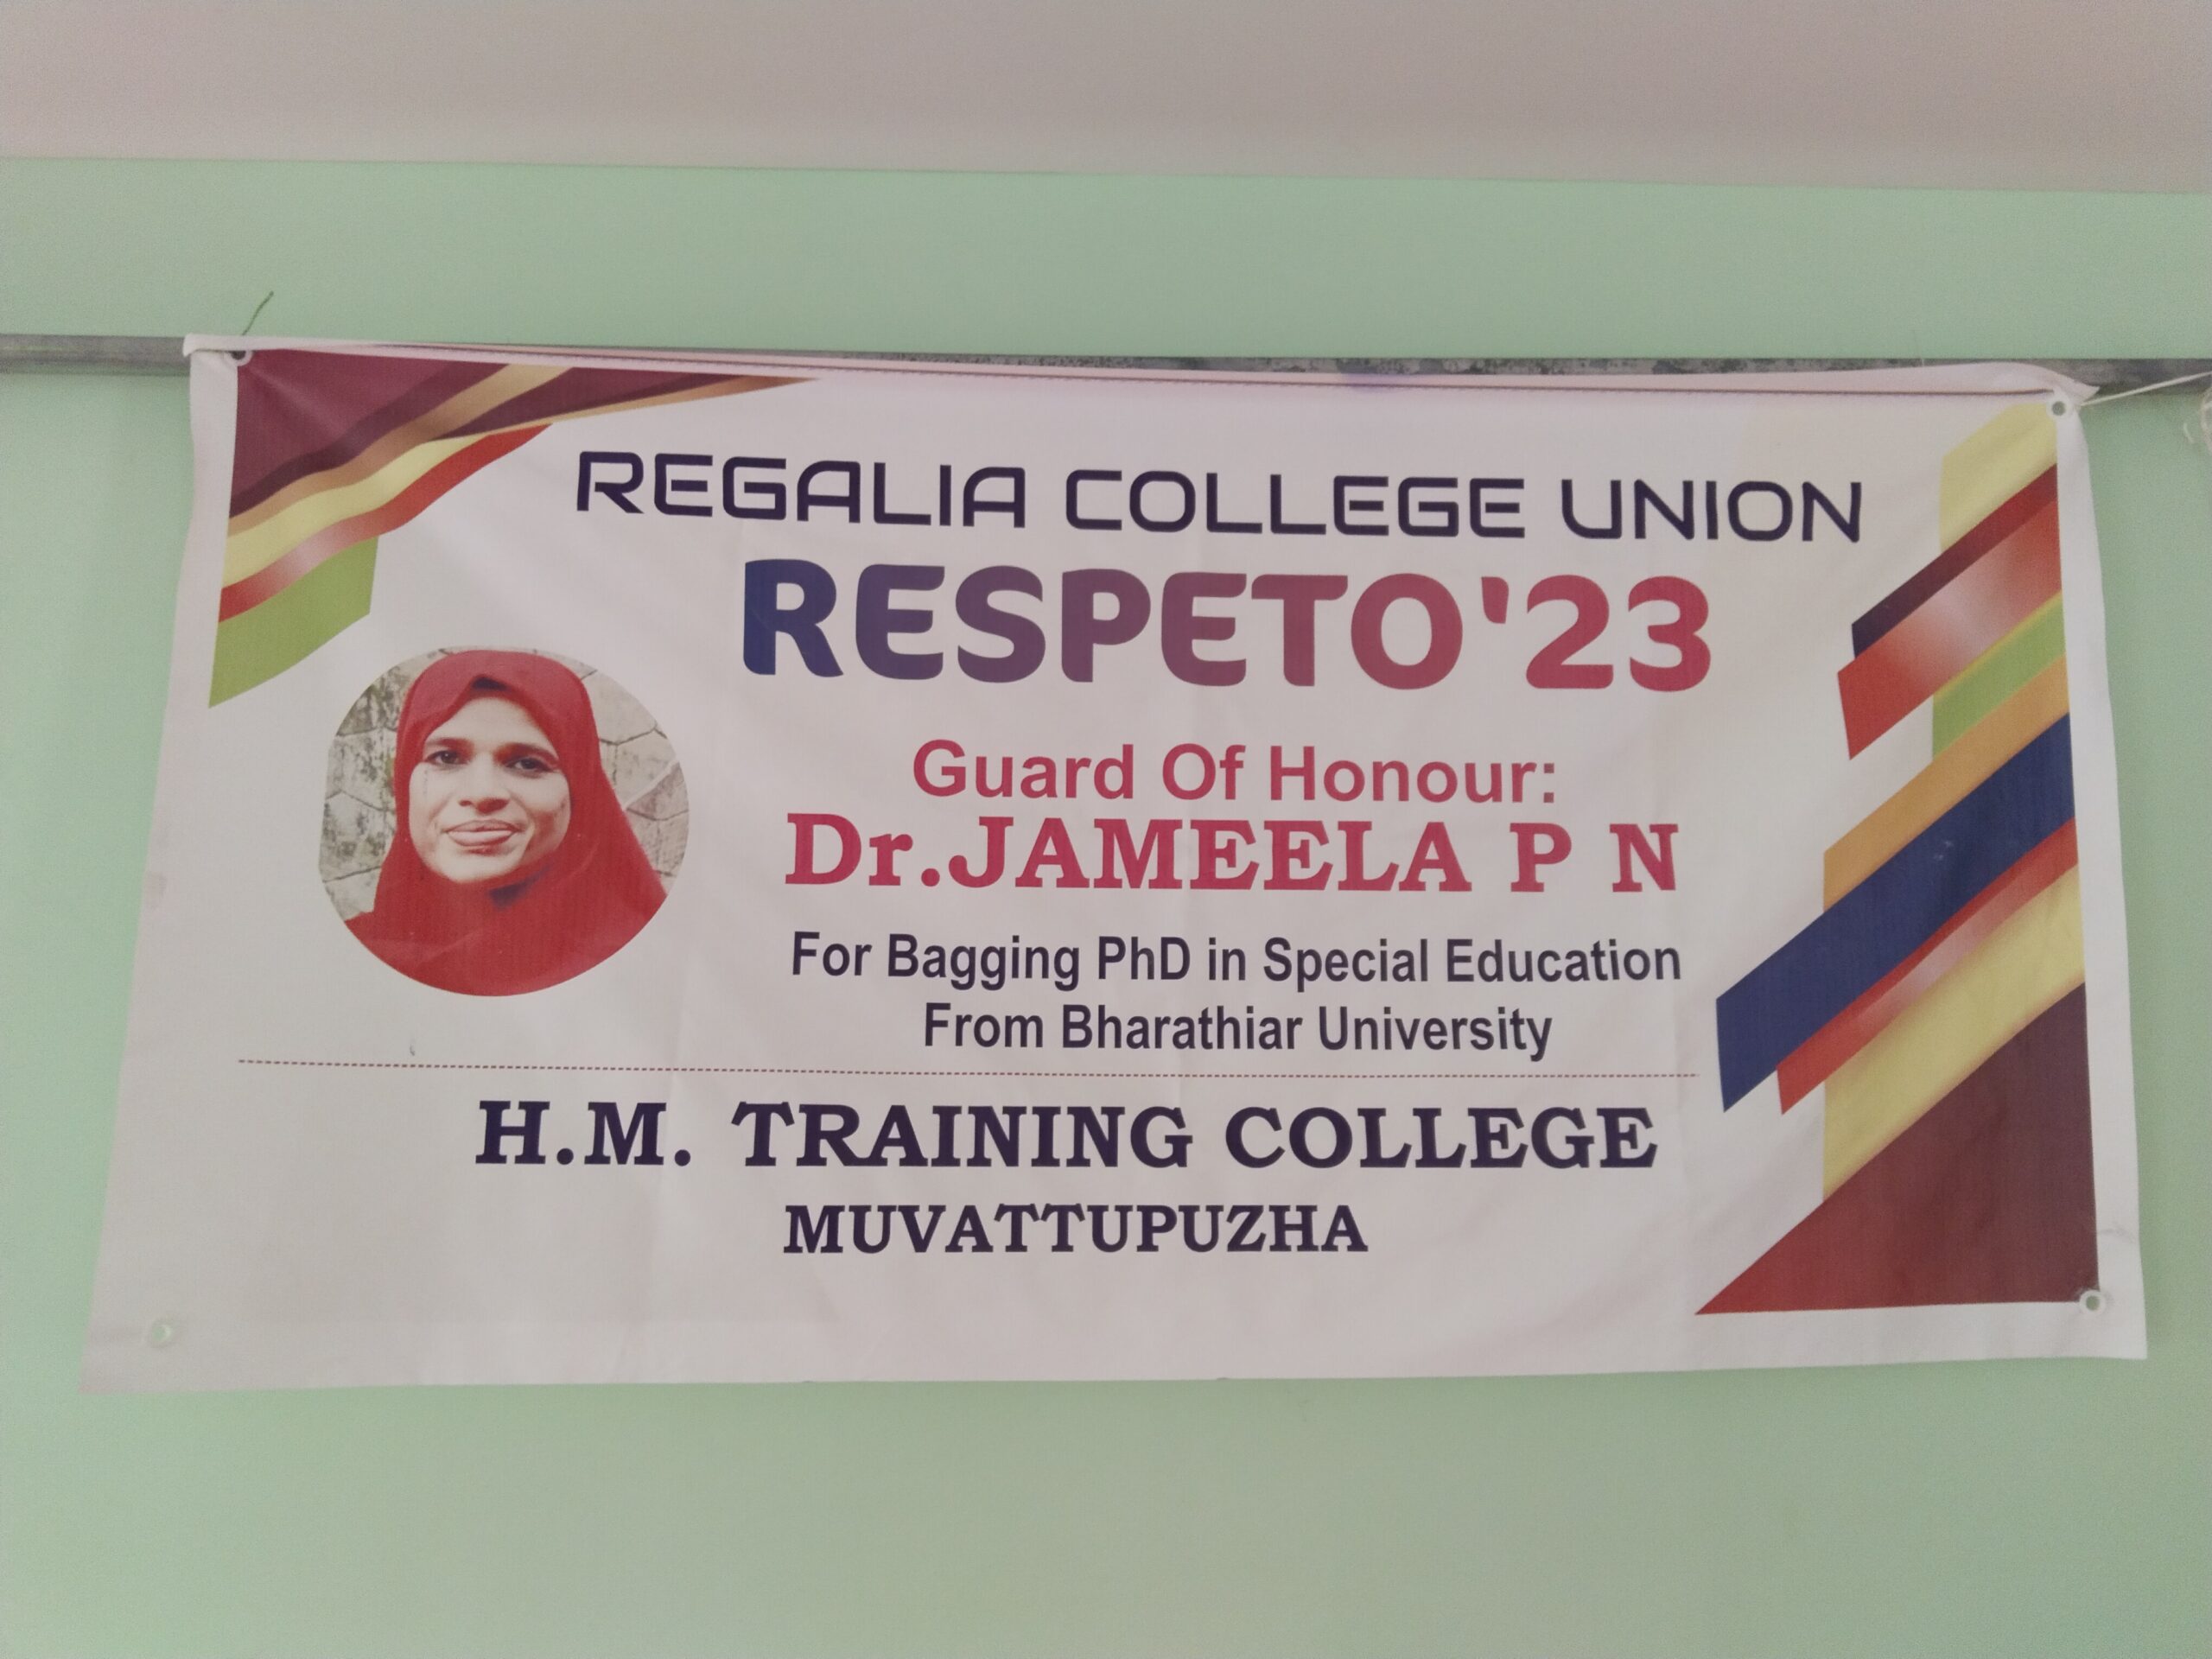 REGALIA COLLEGE UNION
RESPETO'23
Guard Of Honour:
Dr.JAMEELA P N
For Bagging PhD in Special Education
From Bharathiar University
H.M. TRAINING COLLEGE
MUVATTUPUZHA